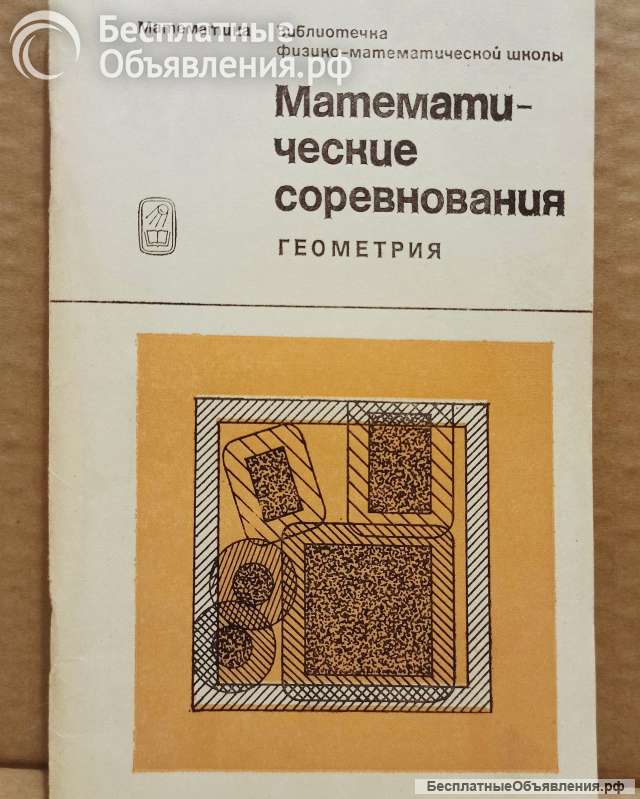 Математика
Библиотечка
физико-математической школы
Бесплатные
Объявления.рф
Математи-
ческие
соревнования
ГЕОМЕТРИЯ
БесплатныеОбъявления.рф